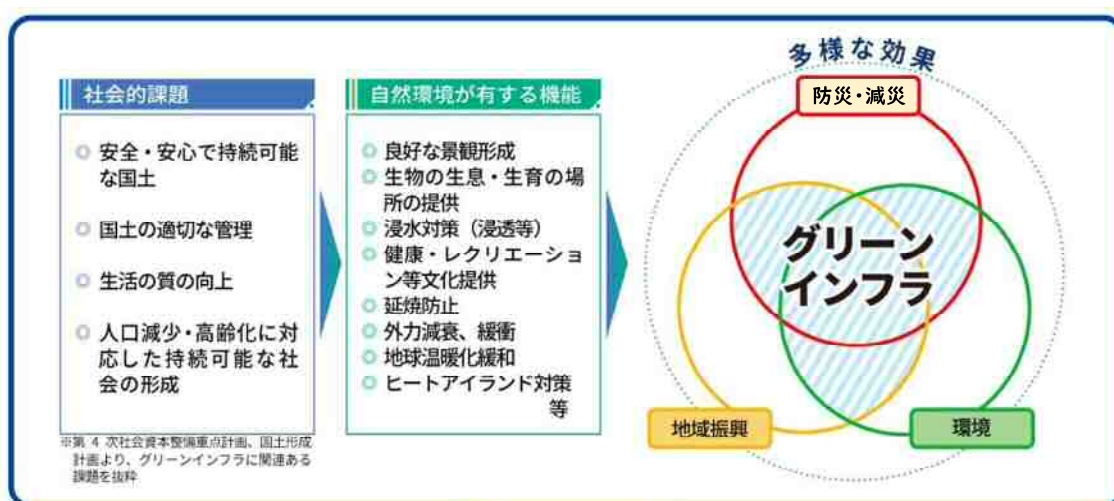 社会的課題
安全・安心で持続可能
な国土
国土の適切な管理
生活の質の向上
人口減少・高齢化に対
応した持続可能な社
会の形成
※第 4 次社会資本整備重点計画、国土形成
計画より、グリーンインフラに関連ある
課題を抜粋
自然環境が有する機能
良好な景観形成
生物の生息・生育の場
所の提供
浸水対策（浸透等）
健康・レクリエーショ
ン等文化提供
延焼防止
外力減衰、緩衝
地球温暖化緩和
ヒートアイランド対策
等
多様な効果
防災・減災
グリーン
インフラ
地域振興
環境